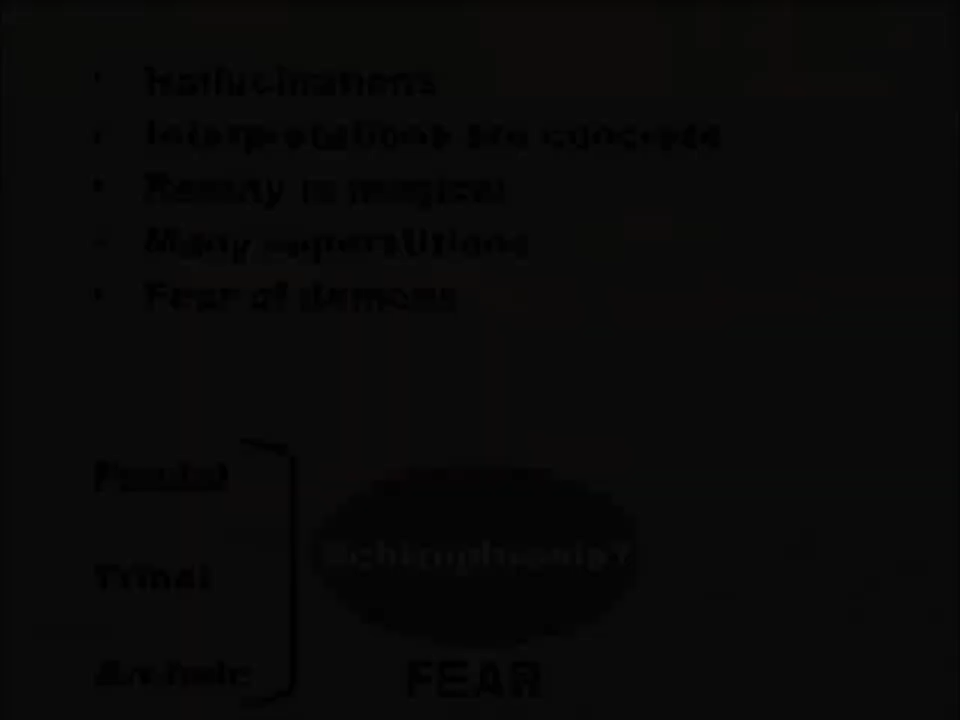 • Hallucinations
• Interpretations are concrete
• Reality is magical
• Many superstitions
• Fear of demons
Feudal
Schizophrenia?
Tribal
Archaic
FEAR